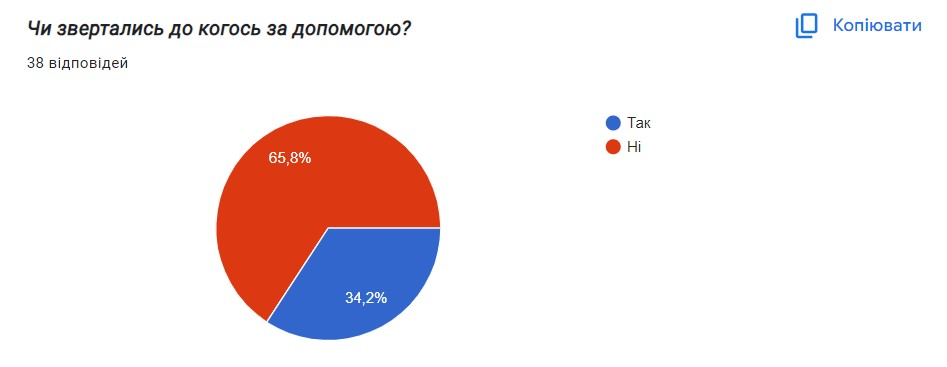 Чи звертались до когось за допомогою?
Копіювати
38 відповідей
Так
Ні
65,8%
34,2%